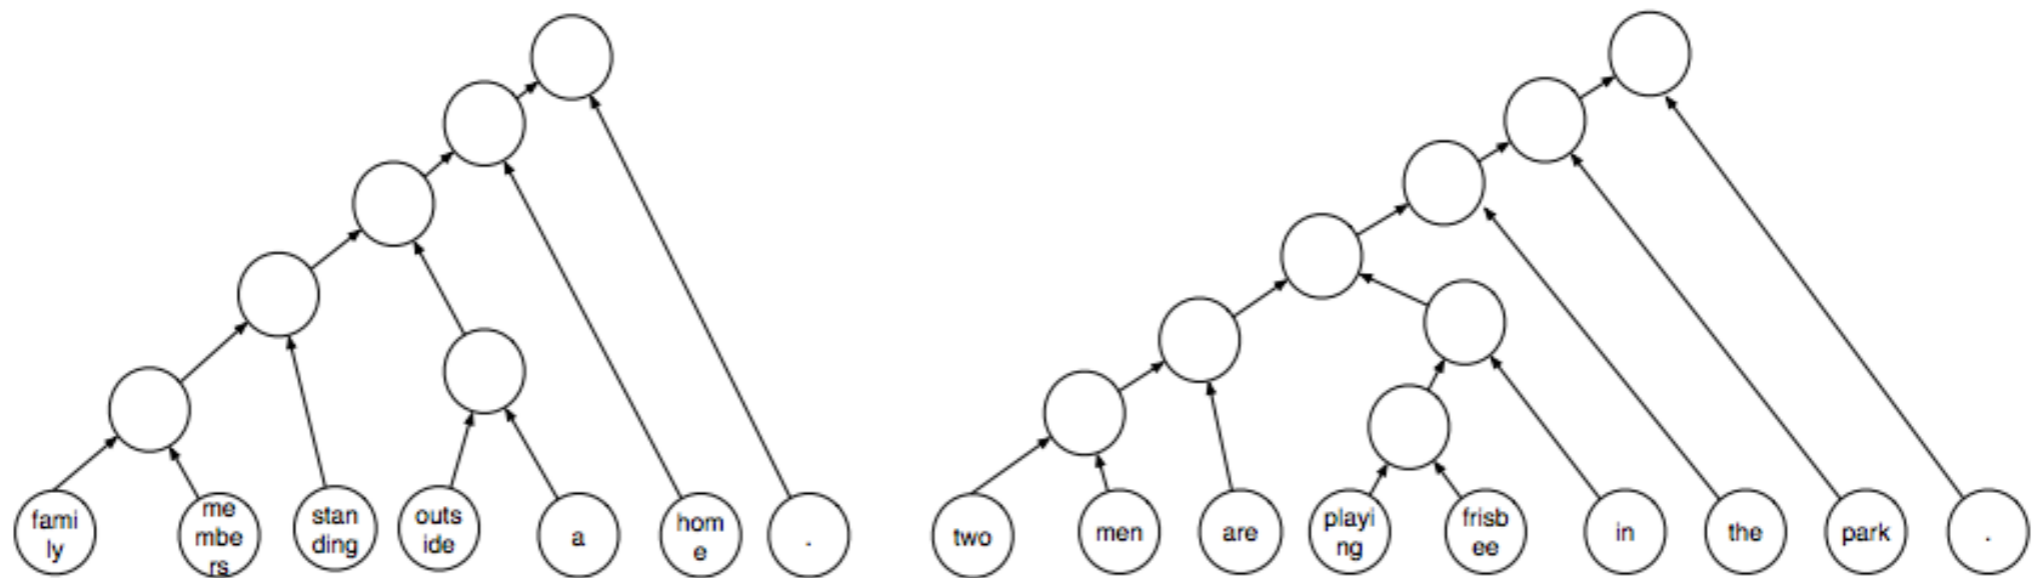 fami
ly
me
mbe
rs
stan
ding
outs
ide
a
hom
e
.
two
men
are
playi
ng
frisb
ee
in
the
park
.